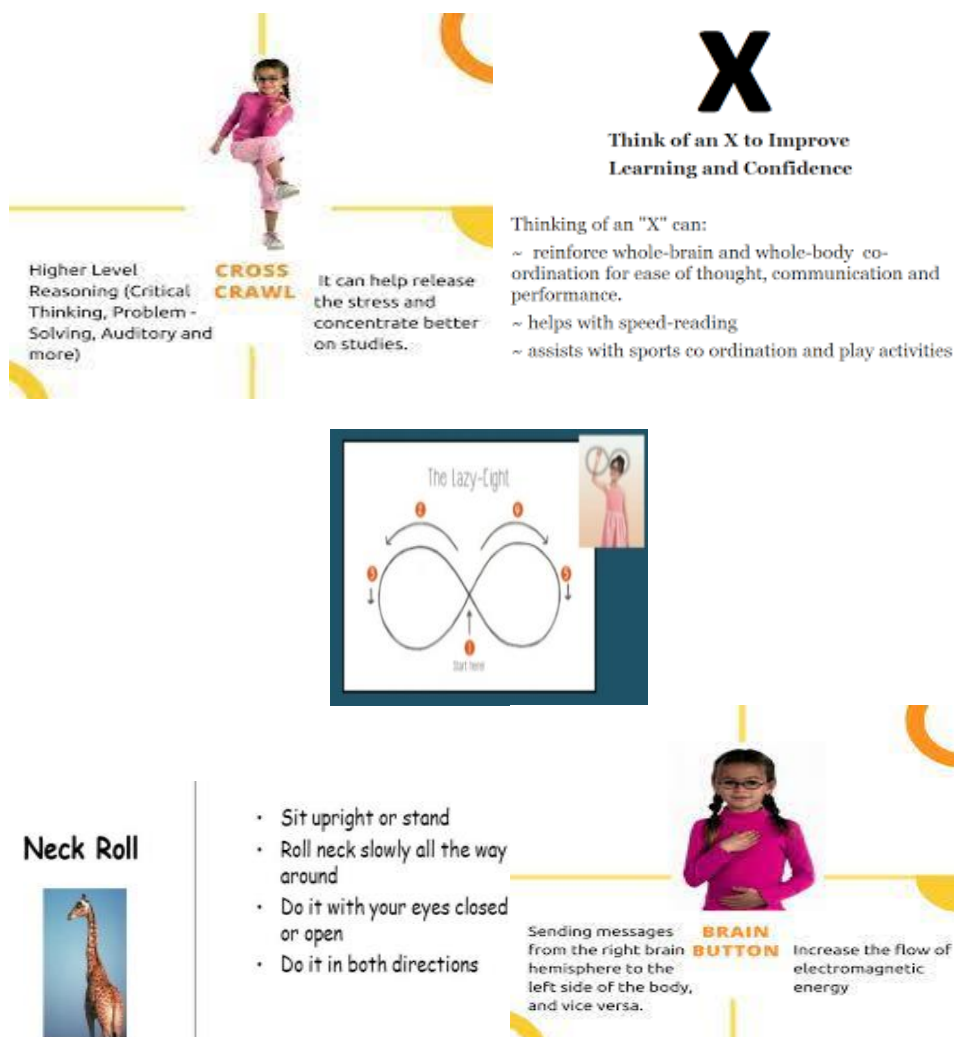 Higher Level
Reasoning (Critical
Thinking, Problem -
Solving, Auditory and
more)
CROSS
CRAWL
It can help release
the stress and
concentrate better
on studies.
X
Think of an X to Improve
Learning and Confidence
Thinking of an "X" can:
~ reinforce whole-brain and whole-body co-
ordination for ease of thought, communication and
performance.
~ helps with speed-reading
~ assists with sports co ordination and play activities
The Lazy-Eight
2
4
3
5
1
Start here!
Neck Roll
• Sit upright or stand
• Roll neck slowly all the way
around
• Do it with your eyes closed
or open
• Do it in both directions
Sending messages
from the right brain
hemisphere to the
left side of the body,
and vice versa.
BRAIN
BUTTON
Increase the flow of
electromagnetic
energy